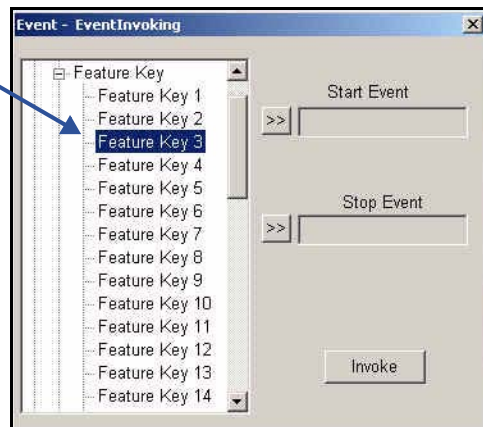 Event - EventInvoking
Feature Key
Feature Key 1
Feature Key 2
Feature Key 3
Feature Key 4
Feature Key 5
Feature Key 6
Feature Key 7
Feature Key 8
Feature Key 9
Feature Key 10
Feature Key 11
Feature Key 12
Feature Key 13
Feature Key 14
Start Event
>>
Stop Event
>>
Invoke